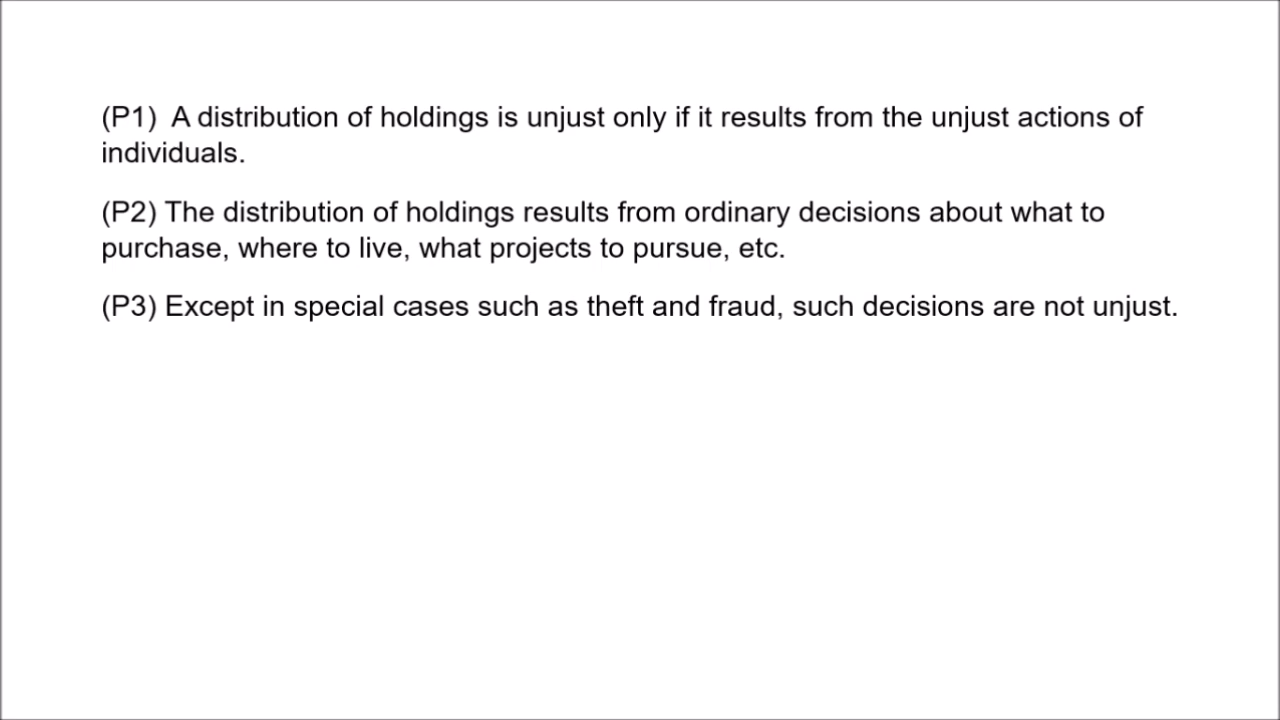 (P1) A distribution of holdings is unjust only if it results from the unjust actions of
individuals.
(P2) The distribution of holdings results from ordinary decisions about what to
purchase, where to live, what projects to pursue, etc.
(P3) Except in special cases such as theft and fraud, such decisions are not unjust.